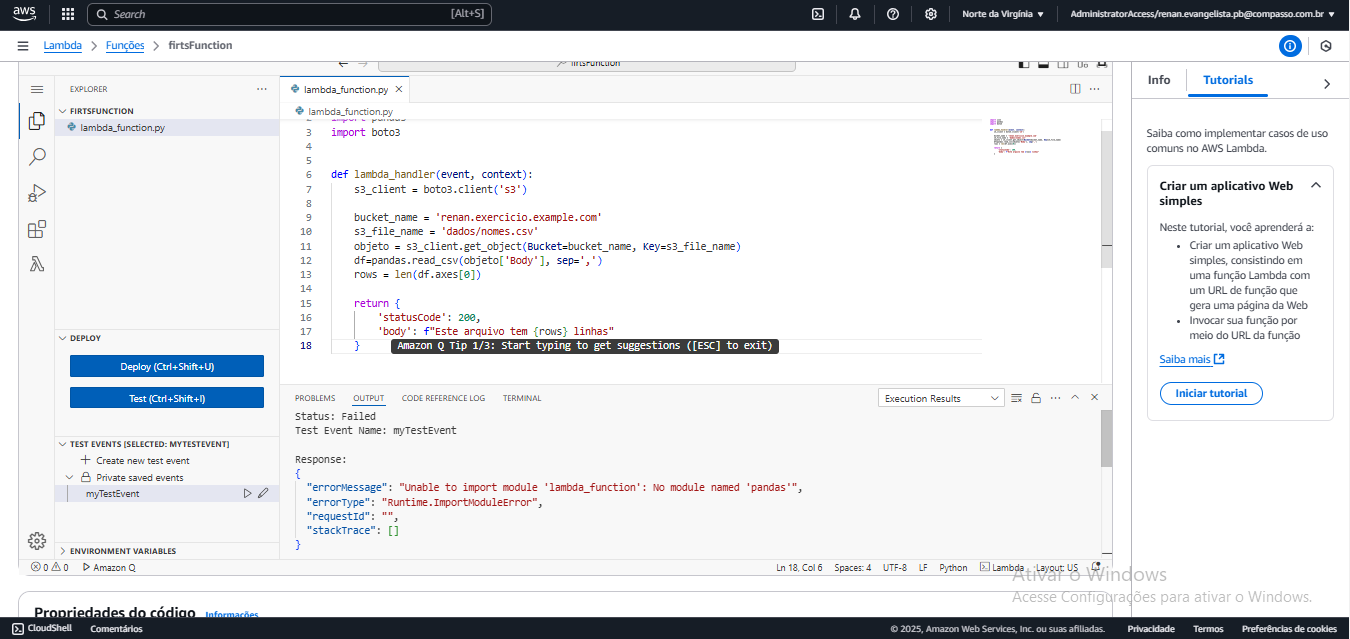 aws
Search
[Alt+S]
Norte da Virgínia
AdministratorAccess/renan.evangelista.pb@compasso.com.br
Lambda
Funções
firtsFunction
firtsFunction
EXPLORER
FIRTSFUNCTION
lambda_function.py
DEPLOY
Deploy (Ctrl+Shift+U)
Test (Ctrl+Shift+I)
TEST EVENTS [SELECTED: MYTESTEVENT]
Create new test event
Private saved events
myTestEvent
ENVIRONMENT VARIABLES
lambda_function.py
lambda_function.py
2 import pandas
3 import boto3
4
5
6 def lambda_handler(event, context):
7 s3_client = boto3.client('s3')
8
9 bucket_name = 'renan.exercicio.example.com'
10 s3_file_name = 'dados/nomes.csv'
11 objeto = s3_client.get_object(Bucket=bucket_name, Key=s3_file_name)
12 df=pandas.read_csv(objeto['Body'], sep=',')
13 rows = len(df.axes[0])
14
15 return {
16 'statusCode': 200,
17 'body': f"Este arquivo tem {rows} linhas"
18 }
Amazon Q Tip 1/3: Start typing to get suggestions ([ESC] to exit)
PROBLEMS
OUTPUT
CODE REFERENCE LOG
TERMINAL
Execution Results
Status: Failed
Test Event Name: myTestEvent
Response:
{
"errorMessage": "Unable to import module 'lambda_function': No module named 'pandas'",
"errorType": "Runtime.ImportModuleError",
"requestId": "",
"stackTrace": []
}
0 0
Amazon Q
Ln 18, Col 6
Spaces: 4
UTF-8
LF
Python
Lambda
Layout: US
Info
Tutorials
Saiba como implementar casos de uso
comuns no AWS Lambda.
Criar um aplicativo Web
simples
Neste tutorial, você aprenderá a:
• Criar um aplicativo Web
simples, consistindo em
uma função Lambda com
um URL de função que
gera uma página da Web
• Invocar sua função por
meio do URL da função
Saiba mais
Iniciar tutorial
Ativar o Windows
Acesse Configurações para ativar o Windows.
Propriedades do código
Informações
CloudShell
Comentários
© 2025, Amazon Web Services, Inc. ou suas afiliadas.
Privacidade
Termos
Preferências de cookies